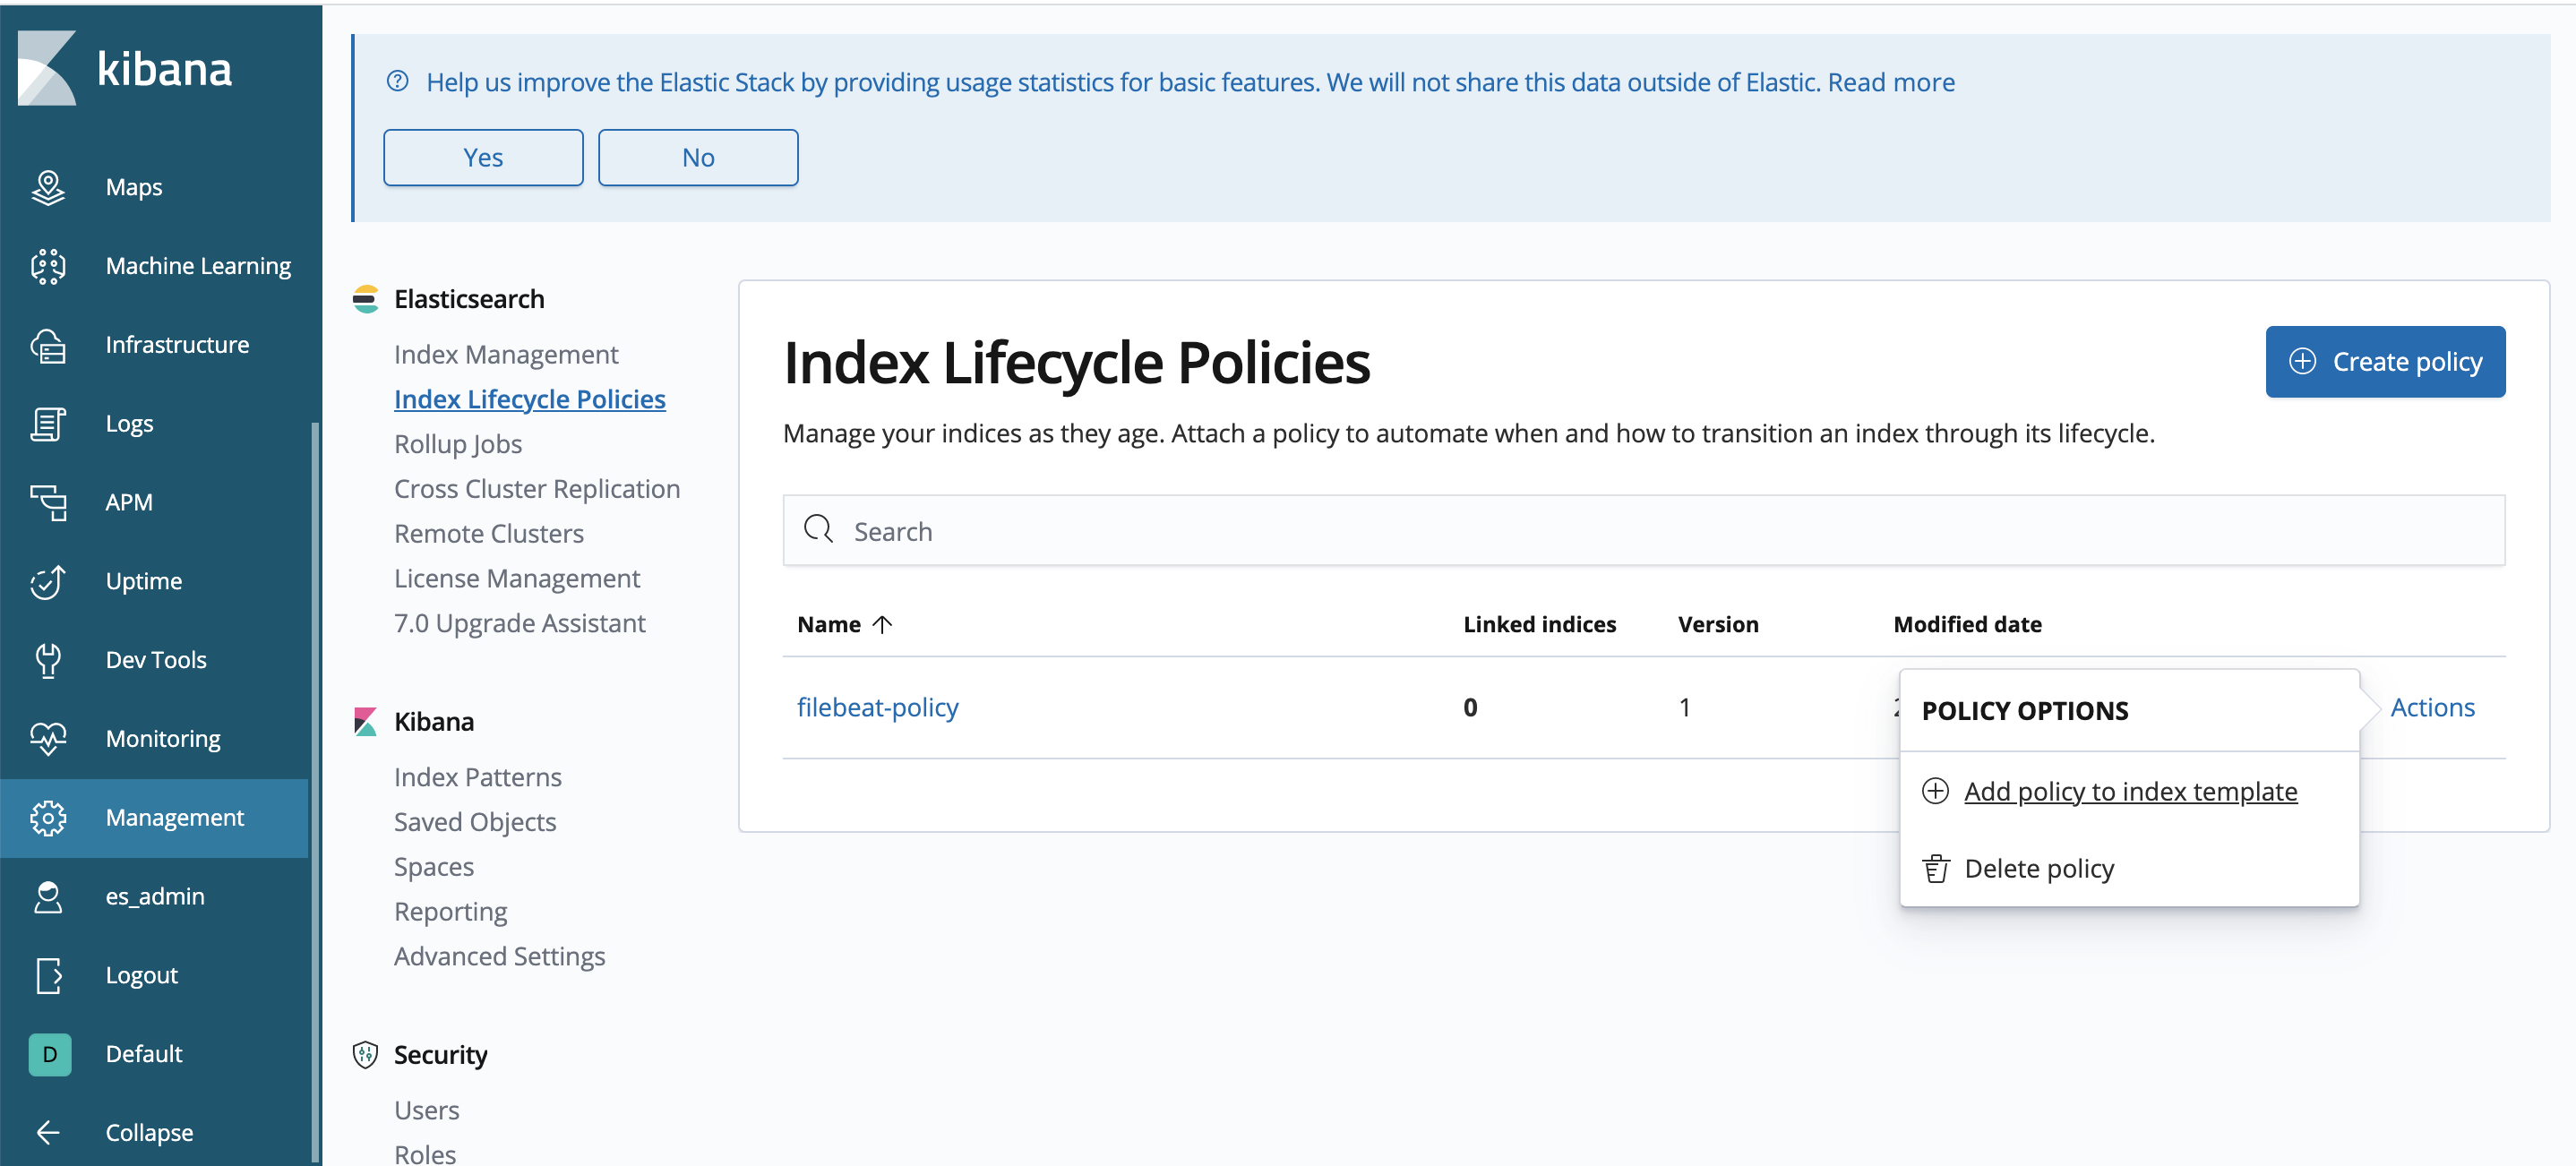 kibana
Maps
Machine Learning
Infrastructure
Logs
APM
Uptime
Dev Tools
Monitoring
Management
es_admin
Logout
D Default
Collapse
Help us improve the Elastic Stack by providing usage statistics for basic features. We will not share this data outside of Elastic. Read more
Yes No
Elasticsearch
Index Management
Index Lifecycle Policies
Rollup Jobs
Cross Cluster Replication
Remote Clusters
License Management
7.0 Upgrade Assistant
Kibana
Index Patterns
Saved Objects
Spaces
Reporting
Advanced Settings
Security
Users
Roles
Index Lifecycle Policies
Create policy
Manage your indices as they age. Attach a policy to automate when and how to transition an index through its lifecycle.
Search
Name Linked indices Version Modified date
filebeat-policy 0 1 Actions
POLICY OPTIONS
Add policy to index template
Delete policy